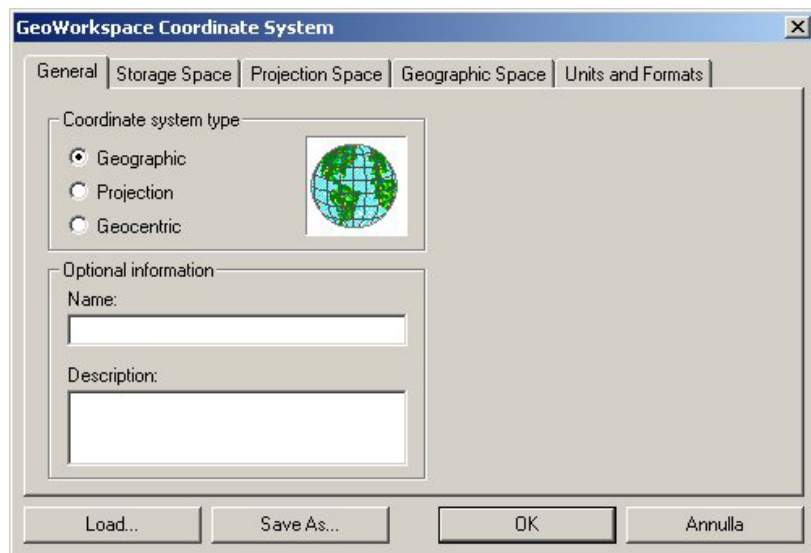 GeoWorkspace Coordinate System
General Storage Space Projection Space Geographic Space Units and Formats
Coordinate system type
Geographic
Projection
Geocentric
Optional information
Name:
Description:
Load... Save As... OK Annulla